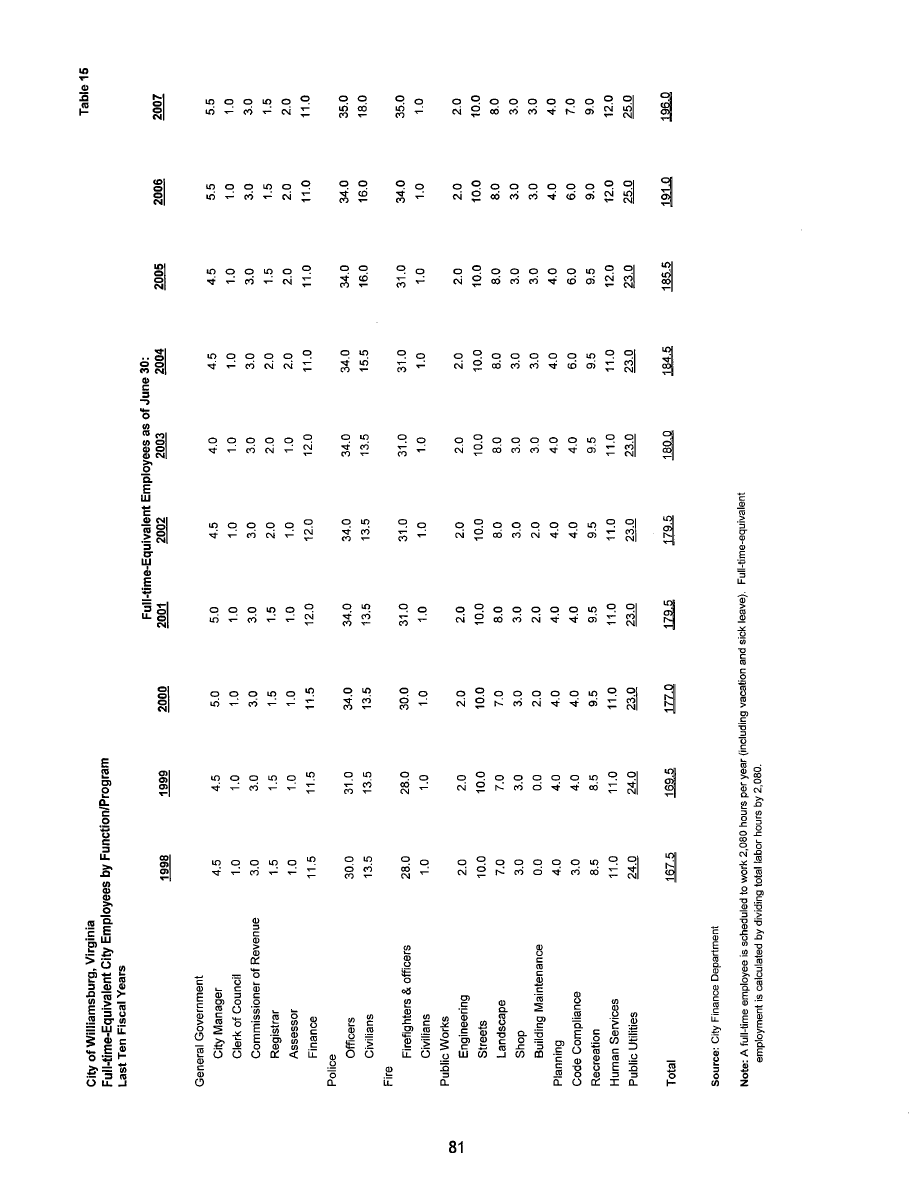 Table 15
City of Williamsburg, Virginia
Full-time-Equivalent City Employees by Function/Program
Last Ten Fiscal Years
Full-time-Equivalent Employees as of June 30:
1998 1999 2000 2001 2002 2003 2004 2005 2006 2007
General Government
City Manager 4.5 4.5 5.0 5.0 4.5 4.0 4.5 4.5 5.5 5.5
Clerk of Council 1.0 1.0 1.0 1.0 1.0 1.0 1.0 1.0 1.0 1.0
Commissioner of Revenue 3.0 3.0 3.0 3.0 3.0 3.0 3.0 3.0 3.0 3.0
Registrar 1.5 1.5 1.5 1.5 2.0 2.0 2.0 1.5 1.5 1.5
Assessor 1.0 1.0 1.0 1.0 1.0 1.0 2.0 2.0 2.0 2.0
Finance 11.5 11.5 11.5 12.0 12.0 12.0 11.0 11.0 11.0 11.0
Police
Officers 30.0 31.0 34.0 34.0 34.0 34.0 34.0 34.0 34.0 35.0
Civilians 13.5 13.5 13.5 13.5 13.5 13.5 15.5 16.0 16.0 18.0
Fire
Firefighters & officers 28.0 28.0 30.0 31.0 31.0 31.0 31.0 31.0 34.0 35.0
Civilians 1.0 1.0 1.0 1.0 1.0 1.0 1.0 1.0 1.0 1.0
Public Works
Engineering 2.0 2.0 2.0 2.0 2.0 2.0 2.0 2.0 2.0 2.0
Streets 10.0 10.0 10.0 10.0 10.0 10.0 10.0 10.0 10.0 10.0
Landscape 7.0 7.0 7.0 8.0 8.0 8.0 8.0 8.0 8.0 8.0
Shop 3.0 3.0 3.0 3.0 3.0 3.0 3.0 3.0 3.0 3.0
Building Maintenance 0.0 0.0 2.0 2.0 2.0 3.0 3.0 3.0 3.0 3.0
Planning 4.0 4.0 4.0 4.0 4.0 4.0 4.0 4.0 4.0 4.0
Code Compliance 3.0 4.0 4.0 4.0 4.0 4.0 6.0 6.0 6.0 7.0
Recreation 8.5 8.5 9.5 9.5 9.5 9.5 9.5 9.5 9.0 9.0
Human Services 11.0 11.0 11.0 11.0 11.0 11.0 11.0 12.0 12.0 12.0
Public Utilities 24.0 24.0 23.0 23.0 23.0 23.0 23.0 23.0 25.0 25.0
Total 167.5 169.5 177.0 179.5 179.5 180.0 184.5 185.5 191.0 196.0
Source: City Finance Department
Note: A full-time employee is scheduled to work 2,080 hours per year (including vacation and sick leave). Full-time-equivalent
employment is calculated by dividing total labor hours by 2,080.
81